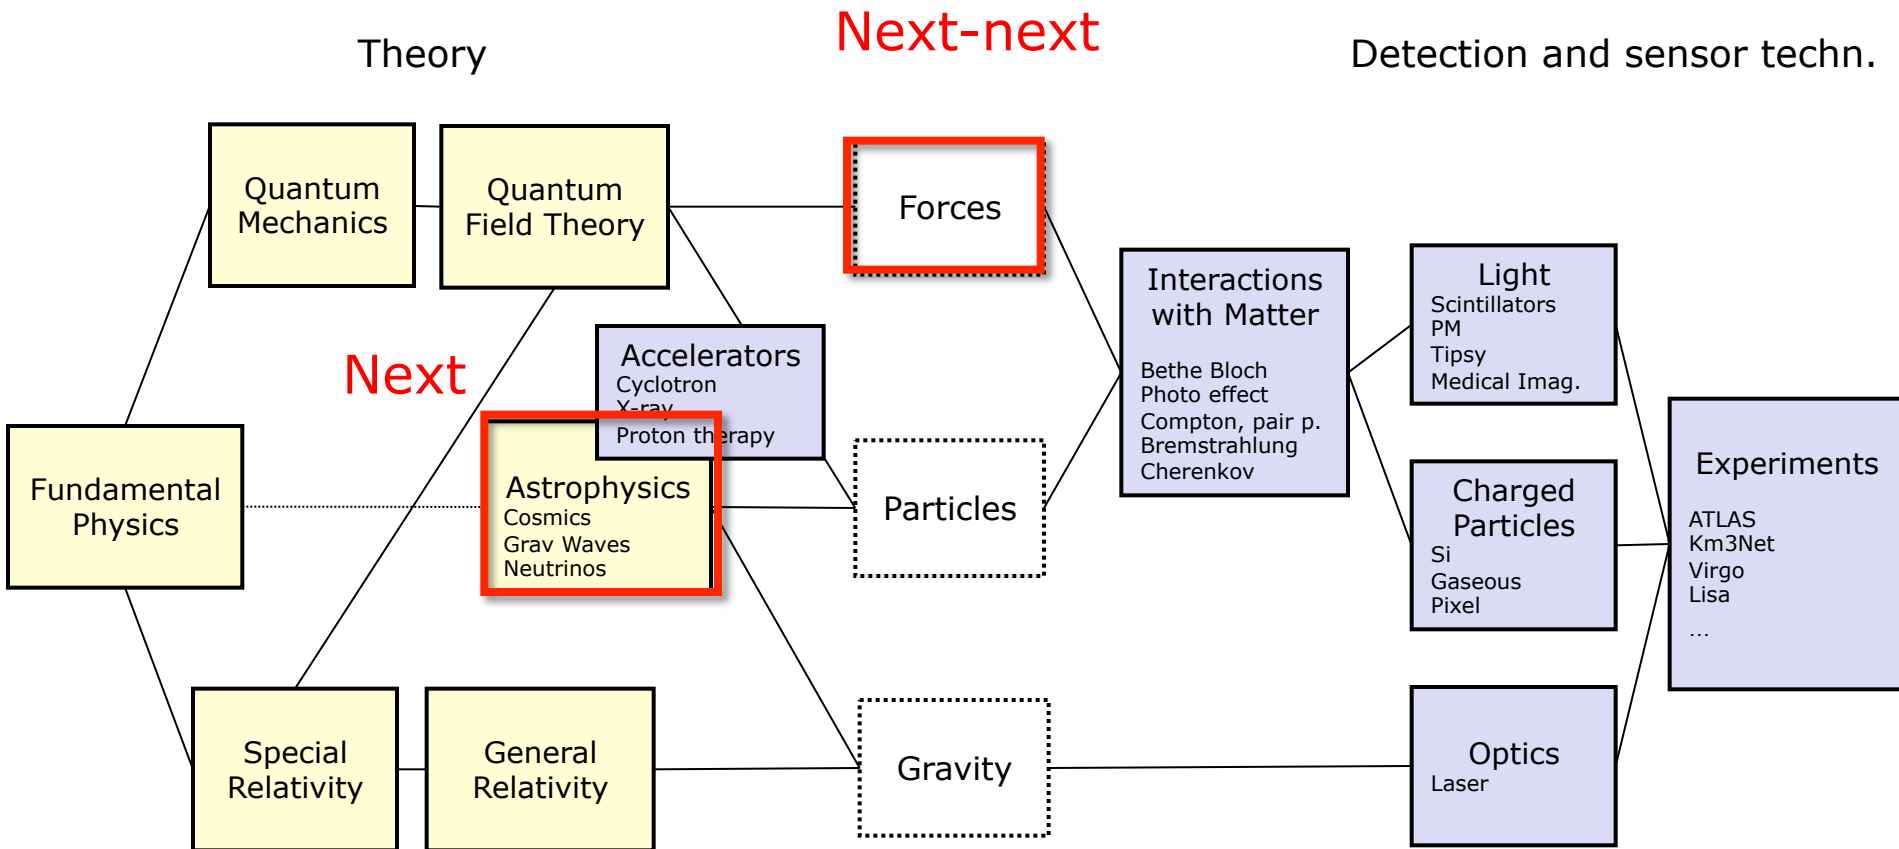 Next-next
Theory
Detection and sensor techn.
Quantum
Mechanics
Quantum
Field Theory
Forces
Interactions
with Matter
Bethe Bloch
Photo effect
Compton, pair p.
Bremstrahlung
Cherenkov
Light
Scintillators
PM
Tipsy
Medical Imag.
Next
Accelerators
Cyclotron
X-ray
Proton therapy
Fundamental
Physics
Astrophysics
Cosmics
Grav Waves
Neutrinos
Particles
Charged
Particles
Si
Gaseous
Pixel
Experiments
ATLAS
Km3Net
Virgo
Lisa
...
Special
Relativity
General
Relativity
Gravity
Optics
Laser